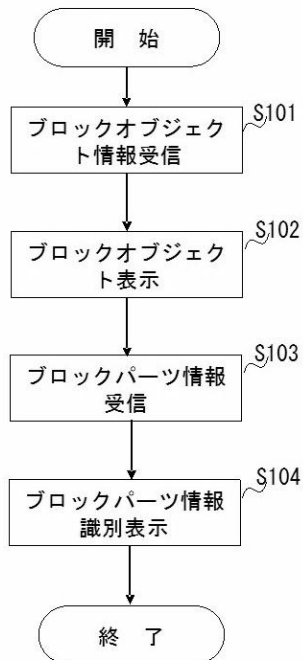 開 始
S101
ブロックオブジェク
ト情報受信
S102
ブロックオブジェク
ト表示
S103
ブロックパーツ情報
受信
S104
ブロックパーツ情報
識別表示
終 了